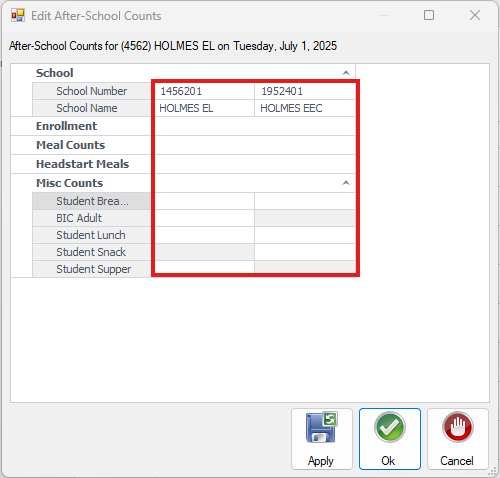 Edit After-School Counts
After-School Counts for (4562) HOLMES EL on Tuesday, July 1, 2025
School
School Number 1456201 1952401
School Name HOLMES EL HOLMES EEC
Enrollment
Meal Counts
Headstart Meals
Misc Counts
Student Brea...
BIC Adult
Student Lunch
Student Snack
Student Supper
Apply Ok Cancel